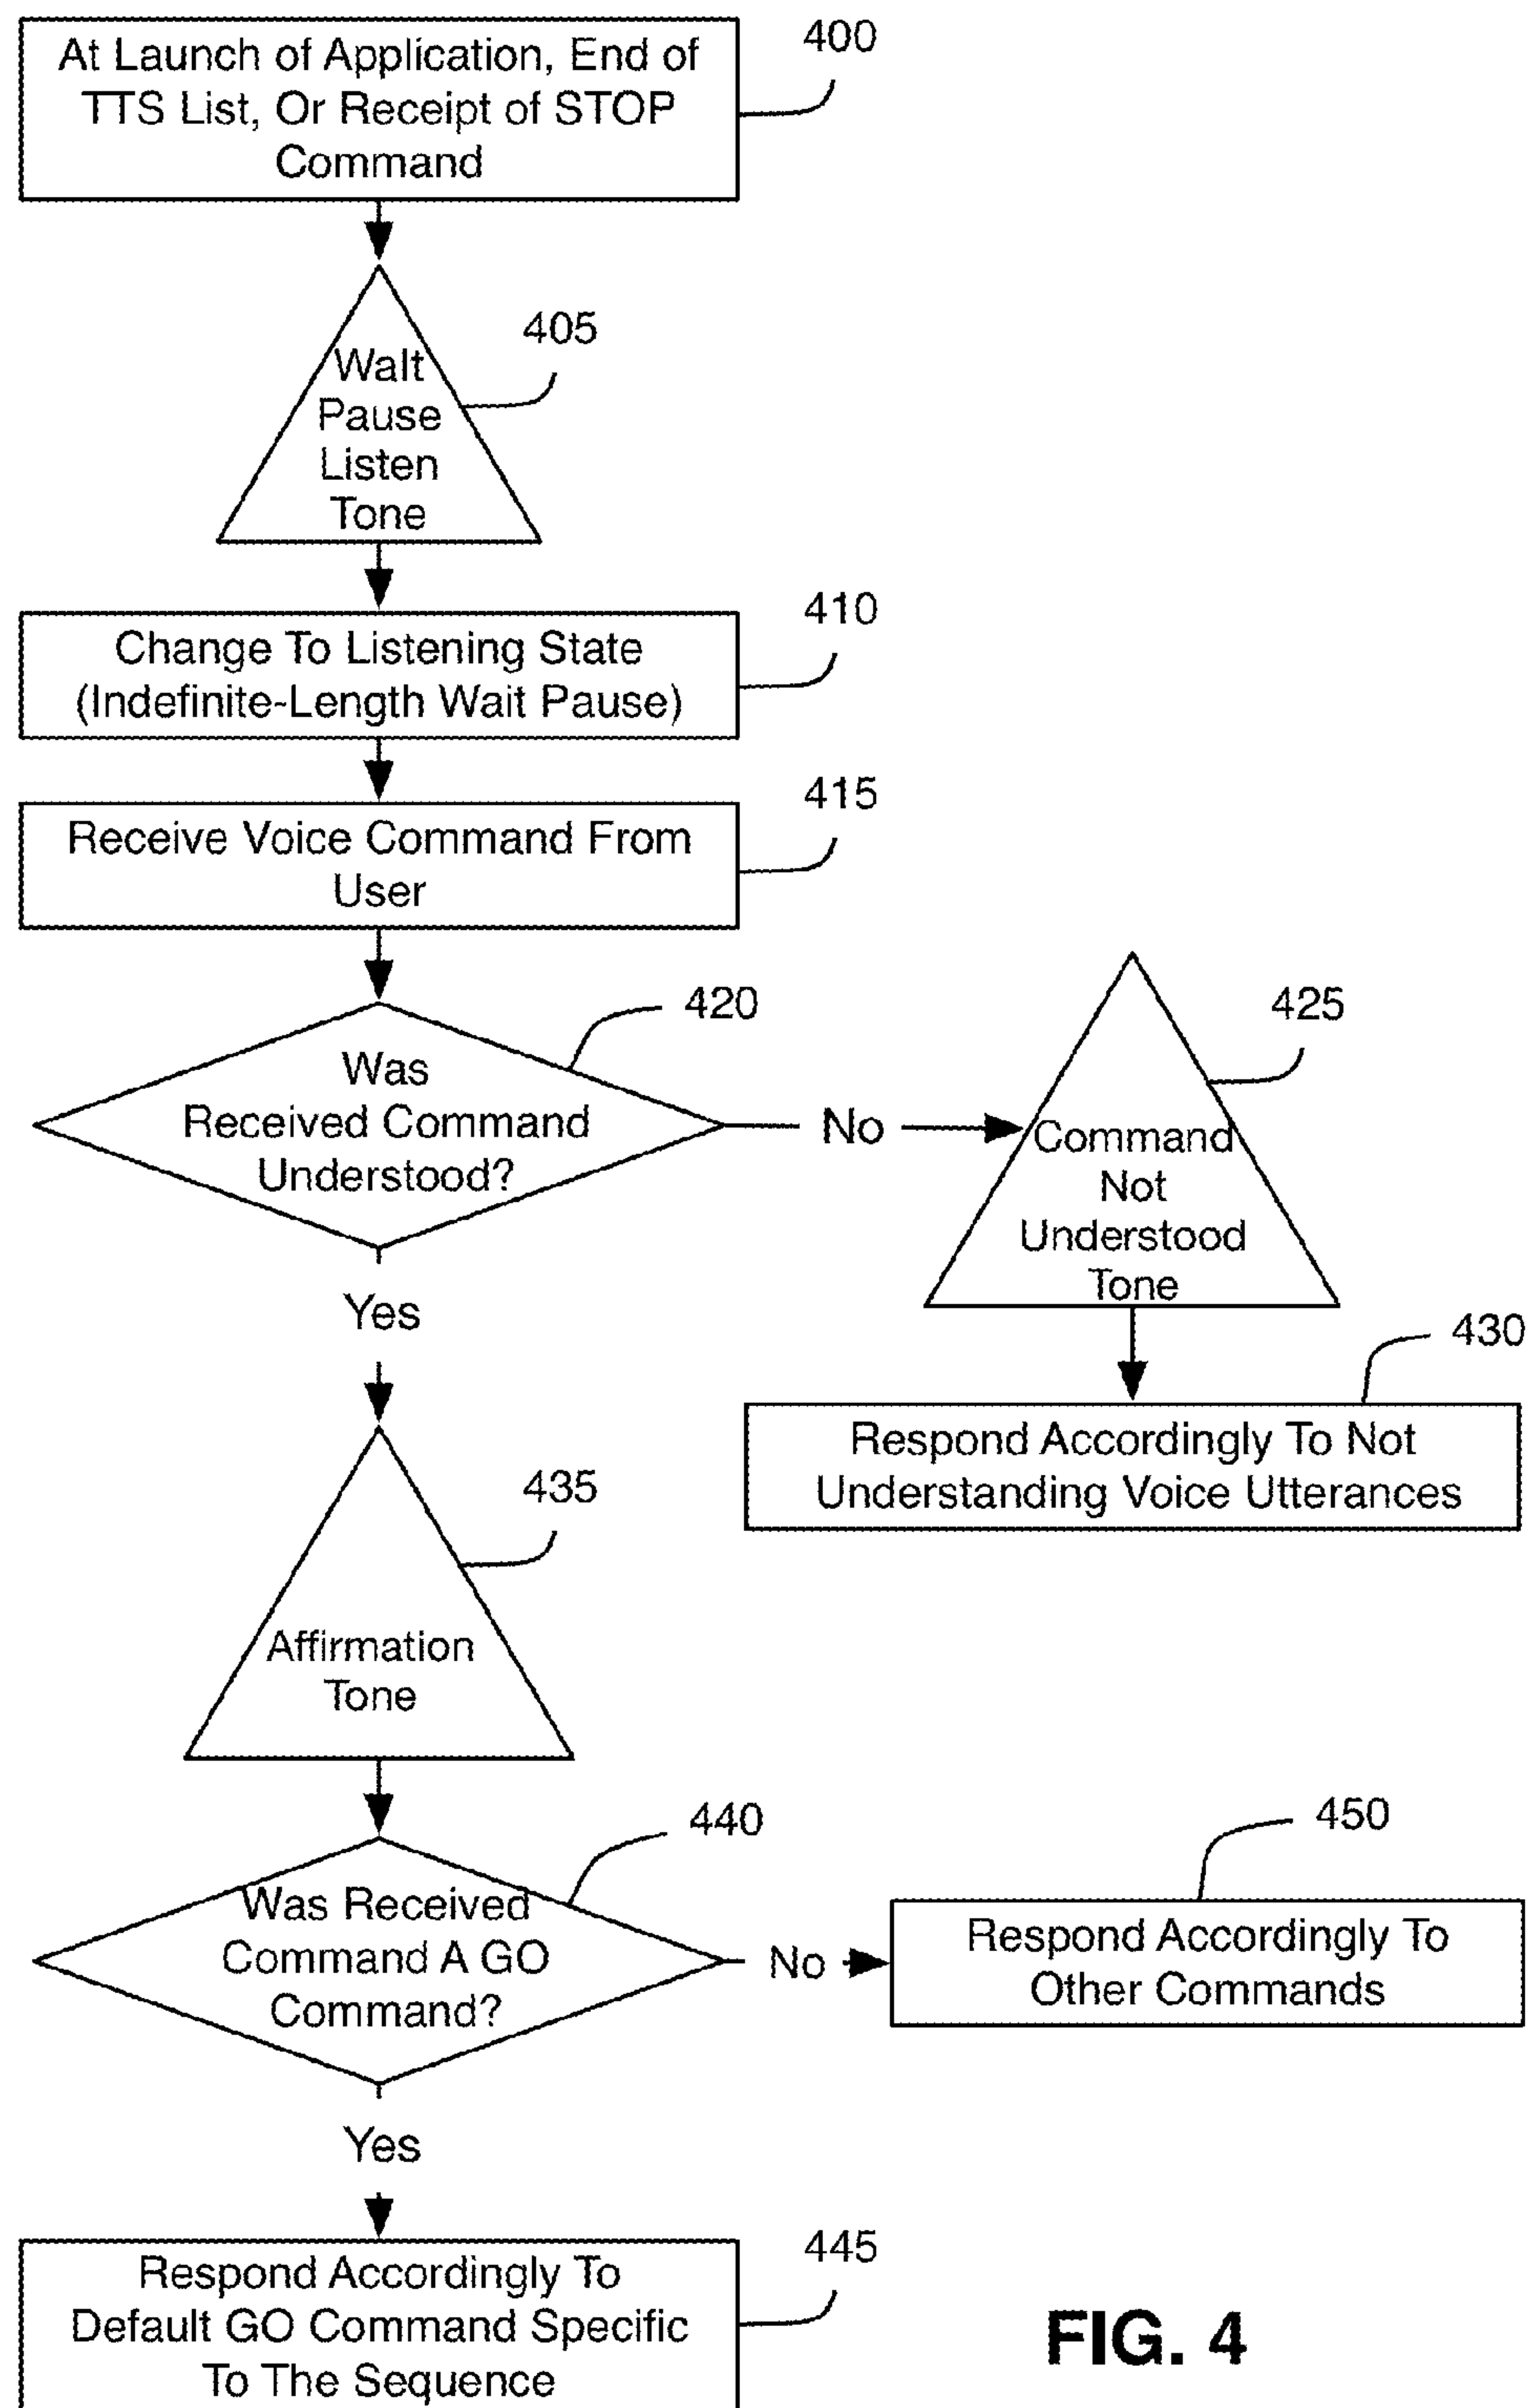 At Launch of Application, End of
TTS List, Or Receipt of STOP
Command
400
Wait
Pause
Listen
Tone
405
Change To Listening State
(Indefinite-Length Wait Pause)
410
Receive Voice Command From
User
415
Was
Received Command
Understood?
420
No
Command
Not
Understood
Tone
425
Respond Accordingly To Not
Understanding Voice Utterances
430
Yes
Affirmation
Tone
435
Was Received
Command A GO
Command?
440
No
Respond Accordingly To
Other Commands
450
Yes
Respond Accordingly To
Default GO Command Specific
To The Sequence
445
FIG. 4